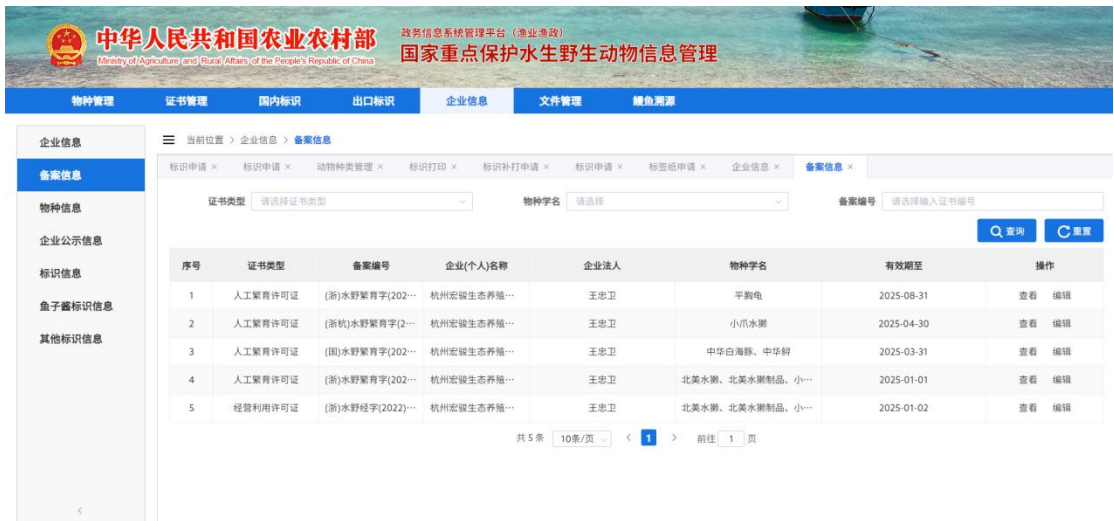 中华人民共和国农业农村部
Ministry of Agriculture and Rural Affairs of the People's Republic of China
政务信息系统管理平台（渔业渔政）
国家重点保护水生野生动物信息管理
物种管理 证书管理 国内标识 出口标识 企业信息 文件管理 鳗鱼溯源
企业信息
备案信息
物种信息
企业公示信息
标识信息
鱼子酱标识信息
其他标识信息
当前位置 > 企业信息 > 备案信息
标识申请 × 标识申请 × 动物种类管理 × 标识打印 × 标识补打申请 × 标识申请 × 标签纸申请 × 企业信息 × 备案信息 ×
证书类型 请选择证书类型 物种学名 请选择 备案编号 请选择输入证书编号
查询 重置
序号 证书类型 备案编号 企业(个人)名称 企业法人 物种学名 有效期至 操作
1 人工繁育许可证 (浙)水野繁育字(202… 杭州宏骏生态养殖… 王忠卫 平胸龟 2025-08-31 查看 编辑
2 人工繁育许可证 (浙杭)水野繁育字(2… 杭州宏骏生态养殖… 王忠卫 小爪水獭 2025-04-30 查看 编辑
3 人工繁育许可证 (国)水野繁育字(202… 杭州宏骏生态养殖… 王忠卫 中华白海豚、中华鲟 2025-03-31 查看 编辑
4 人工繁育许可证 (浙)水野繁育字(202… 杭州宏骏生态养殖… 王忠卫 北美水獭、北美水獭制品、小… 2025-01-01 查看 编辑
5 经营利用许可证 (浙)水野经字(2022)… 杭州宏骏生态养殖… 王忠卫 北美水獭、北美水獭制品、小… 2025-01-02 查看 编辑
共 5 条 10条/页 < 1 > 前往 1 页
<